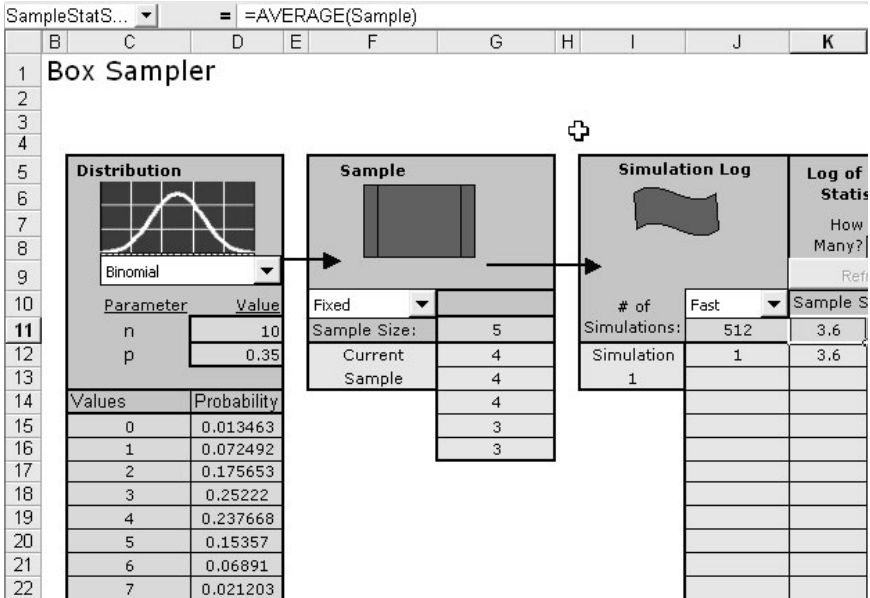 SampleStatS... = =AVERAGE(Sample)
B C D E F G H I J K
1 Box Sampler
2
3
4
5 Distribution Sample Simulation Log Log of
6 Statis
7 How
8 Many?
9 Binomial Refr
10 Parameter Value Fixed # of Fast Sample S
11 n 10 Sample Size: 5 Simulations: 512 3.6
12 p 0.35 Current 4 Simulation 1 3.6
13 Sample 4 1
14 Values Probability 4
15 0 0.013463 3
16 1 0.072492 3
17 2 0.175653
18 3 0.25222
19 4 0.237668
20 5 0.15357
21 6 0.06891
22 7 0.021203